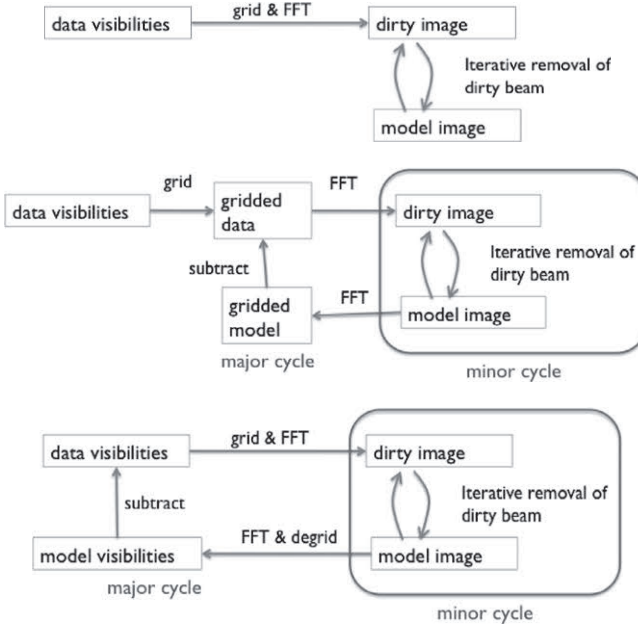 data visibilities
grid & FFT
dirty image
Iterative removal of
dirty beam
model image
data visibilities
grid
gridded
data
FFT
dirty image
Iterative removal of
dirty beam
subtract
gridded
model
FFT
model image
major cycle
minor cycle
data visibilities
grid & FFT
dirty image
subtract
Iterative removal of
dirty beam
model visibilities
FFT & degrid
model image
major cycle
minor cycle